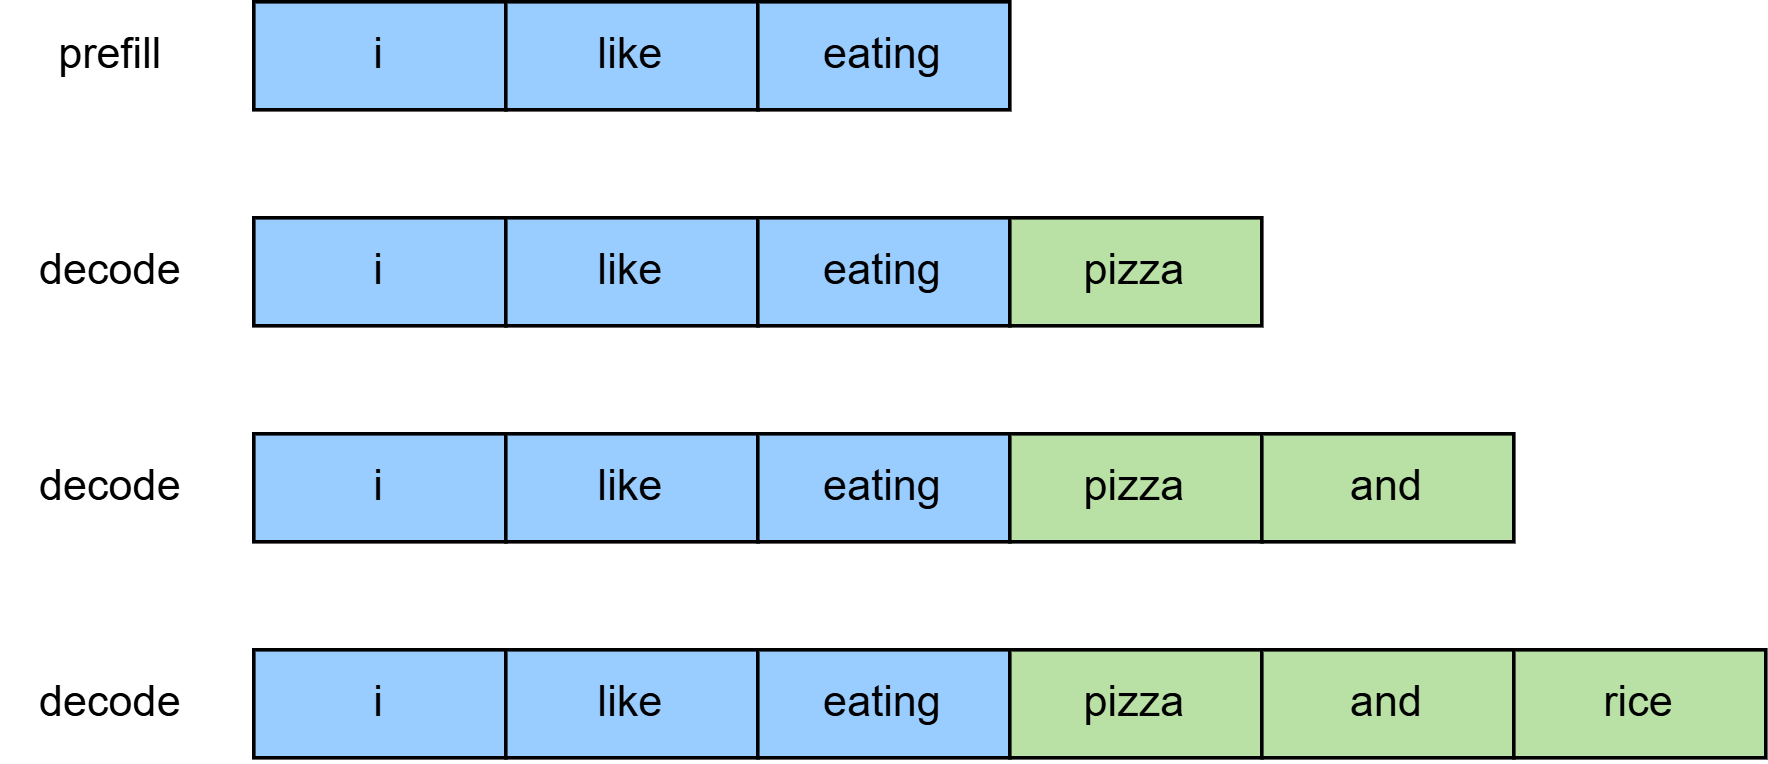 prefill i like eating
decode i like eating pizza
decode i like eating pizza and
decode i like eating pizza and rice